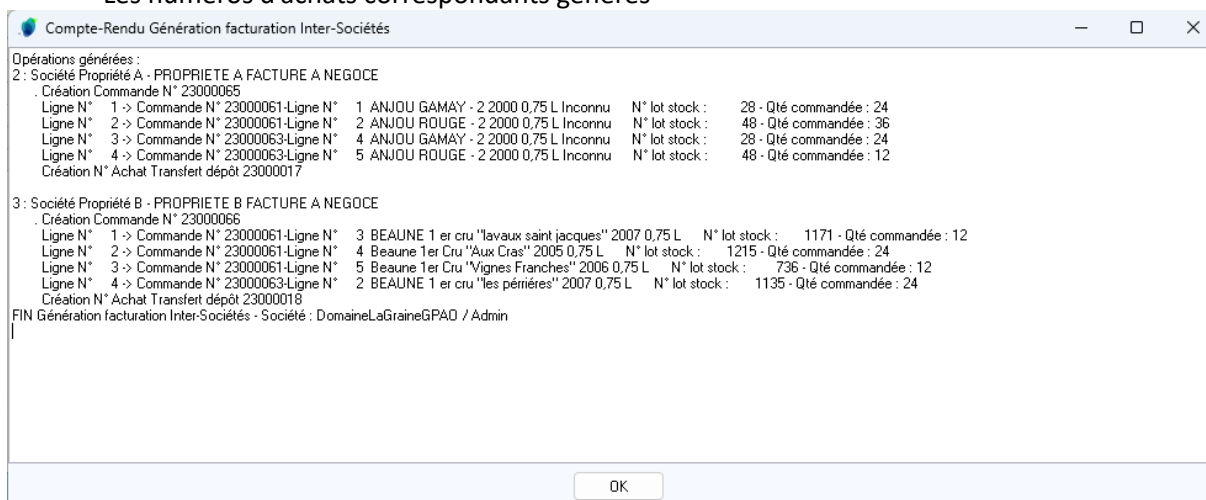 Les numéros d'achats correspondants générés
Compte-Rendu Génération facturation Inter-Sociétés
Opérations générées :
2 : Société Propriété A - PROPRIETE A FACTURE A NEGOCE
. Création Commande N° 23000065
Ligne N° 1 -> Commande N° 23000061-Ligne N° 1 ANJOU GAMAY - 2 2000 0,75 L Inconnu N° lot stock : 28 - Qté commandée : 24
Ligne N° 2 -> Commande N° 23000061-Ligne N° 2 ANJOU ROUGE - 2 2000 0,75 L Inconnu N° lot stock : 48 - Qté commandée : 36
Ligne N° 3 -> Commande N° 23000063-Ligne N° 4 ANJOU GAMAY - 2 2000 0,75 L Inconnu N° lot stock : 28 - Qté commandée : 24
Ligne N° 4 -> Commande N° 23000063-Ligne N° 5 ANJOU ROUGE - 2 2000 0,75 L Inconnu N° lot stock : 48 - Qté commandée : 12
Création N° Achat Transfert dépôt 23000017
3 : Société Propriété B - PROPRIETE B FACTURE A NEGOCE
. Création Commande N° 23000066
Ligne N° 1 -> Commande N° 23000061-Ligne N° 3 BEAUNE 1 er cru "lavaux saint jacques" 2007 0,75 L N° lot stock : 1171 - Qté commandée : 12
Ligne N° 2 -> Commande N° 23000061-Ligne N° 4 Beaune 1er Cru "Aux Cras" 2005 0,75 L N° lot stock : 1215 - Qté commandée : 24
Ligne N° 3 -> Commande N° 23000061-Ligne N° 5 Beaune 1er Cru "Vignes Franches" 2006 0,75 L N° lot stock : 736 - Qté commandée : 12
Ligne N° 4 -> Commande N° 23000063-Ligne N° 2 BEAUNE 1 er cru "les pérriéres" 2007 0,75 L N° lot stock : 1135 - Qté commandée : 24
Création N° Achat Transfert dépôt 23000018
FIN Génération facturation Inter-Sociétés - Société : DomaineLaGraineGPAO / Admin
OK